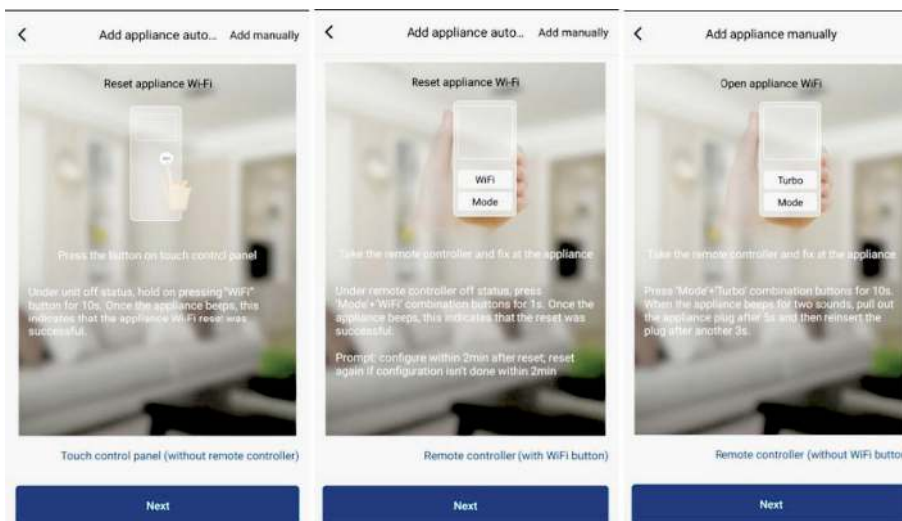 Add appliance auto... Add manually
Reset appliance Wi-Fi
WiFi
Press the button on touch control panel
Under unit off status, hold on pressing "WiFi"
button for 10s. Once the appliance beeps, this
indicates that the appliance Wi-Fi reset was
successful.
Touch control panel (without remote controller)
Next
Add appliance auto... Add manually
Reset appliance Wi-Fi
WiFi
Mode
Take the remote controller and fix at the appliance
Under remote controller off status, press
'Mode'+'WiFi' combination buttons for 1s. Once the
appliance beeps, this indicates that the reset was
successful.
Prompt: configure within 2min after reset; reset
again if configuration isn't done within 2min
Remote controller (with WiFi button)
Next
Add appliance manually
Open appliance WiFi
Turbo
Mode
Take the remote controller and fix at the appliance
Press 'Mode'+'Turbo' combination buttons for 10s.
When the appliance beeps for two sounds, pull out
the appliance plug after 5s and then reinsert the
plug after another 3s.
Remote controller (without WiFi button
Next